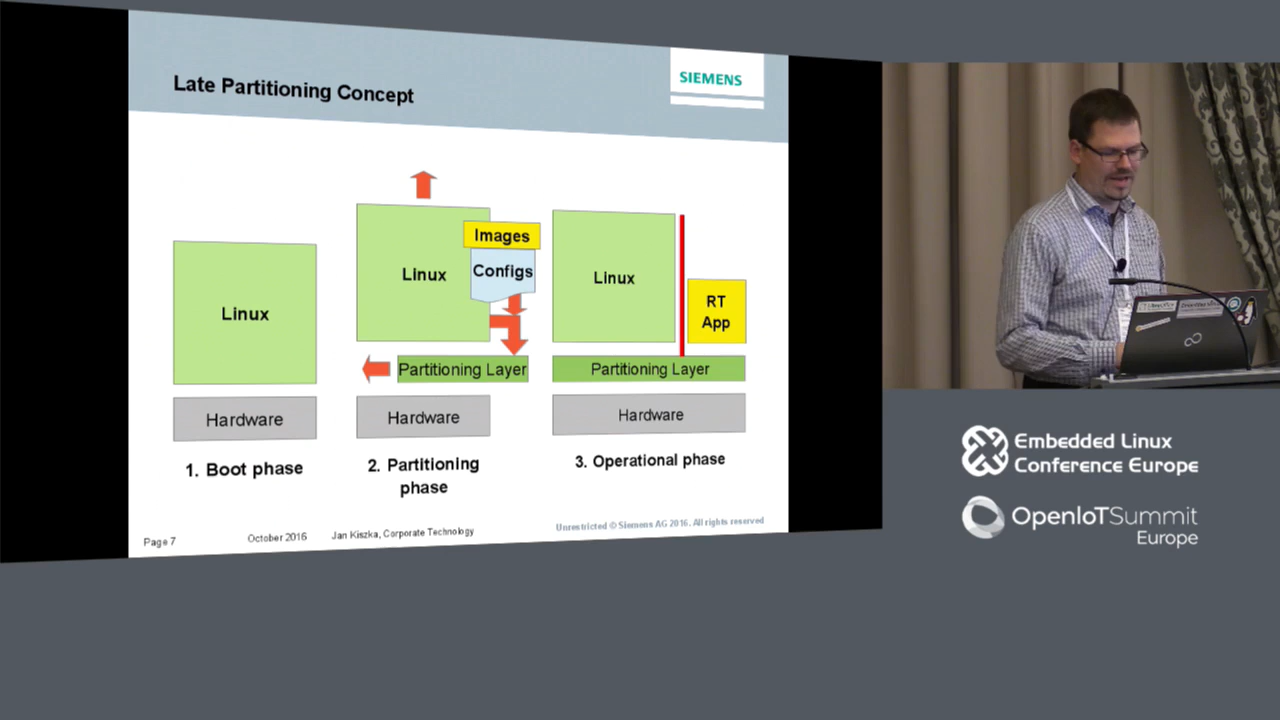 Late Partitioning Concept
SIEMENS
Linux
Hardware
1. Boot phase
Linux
Images
Configs
Partitioning Layer
Hardware
2. Partitioning
phase
Linux
RT
App
Partitioning Layer
Hardware
3. Operational phase
Page 7
October 2016
Jan Kiszka, Corporate Technology
Unrestricted © Siemens AG 2016. All rights reserved
Embedded Linux
Conference Europe
OpenIoTSummit
Europe